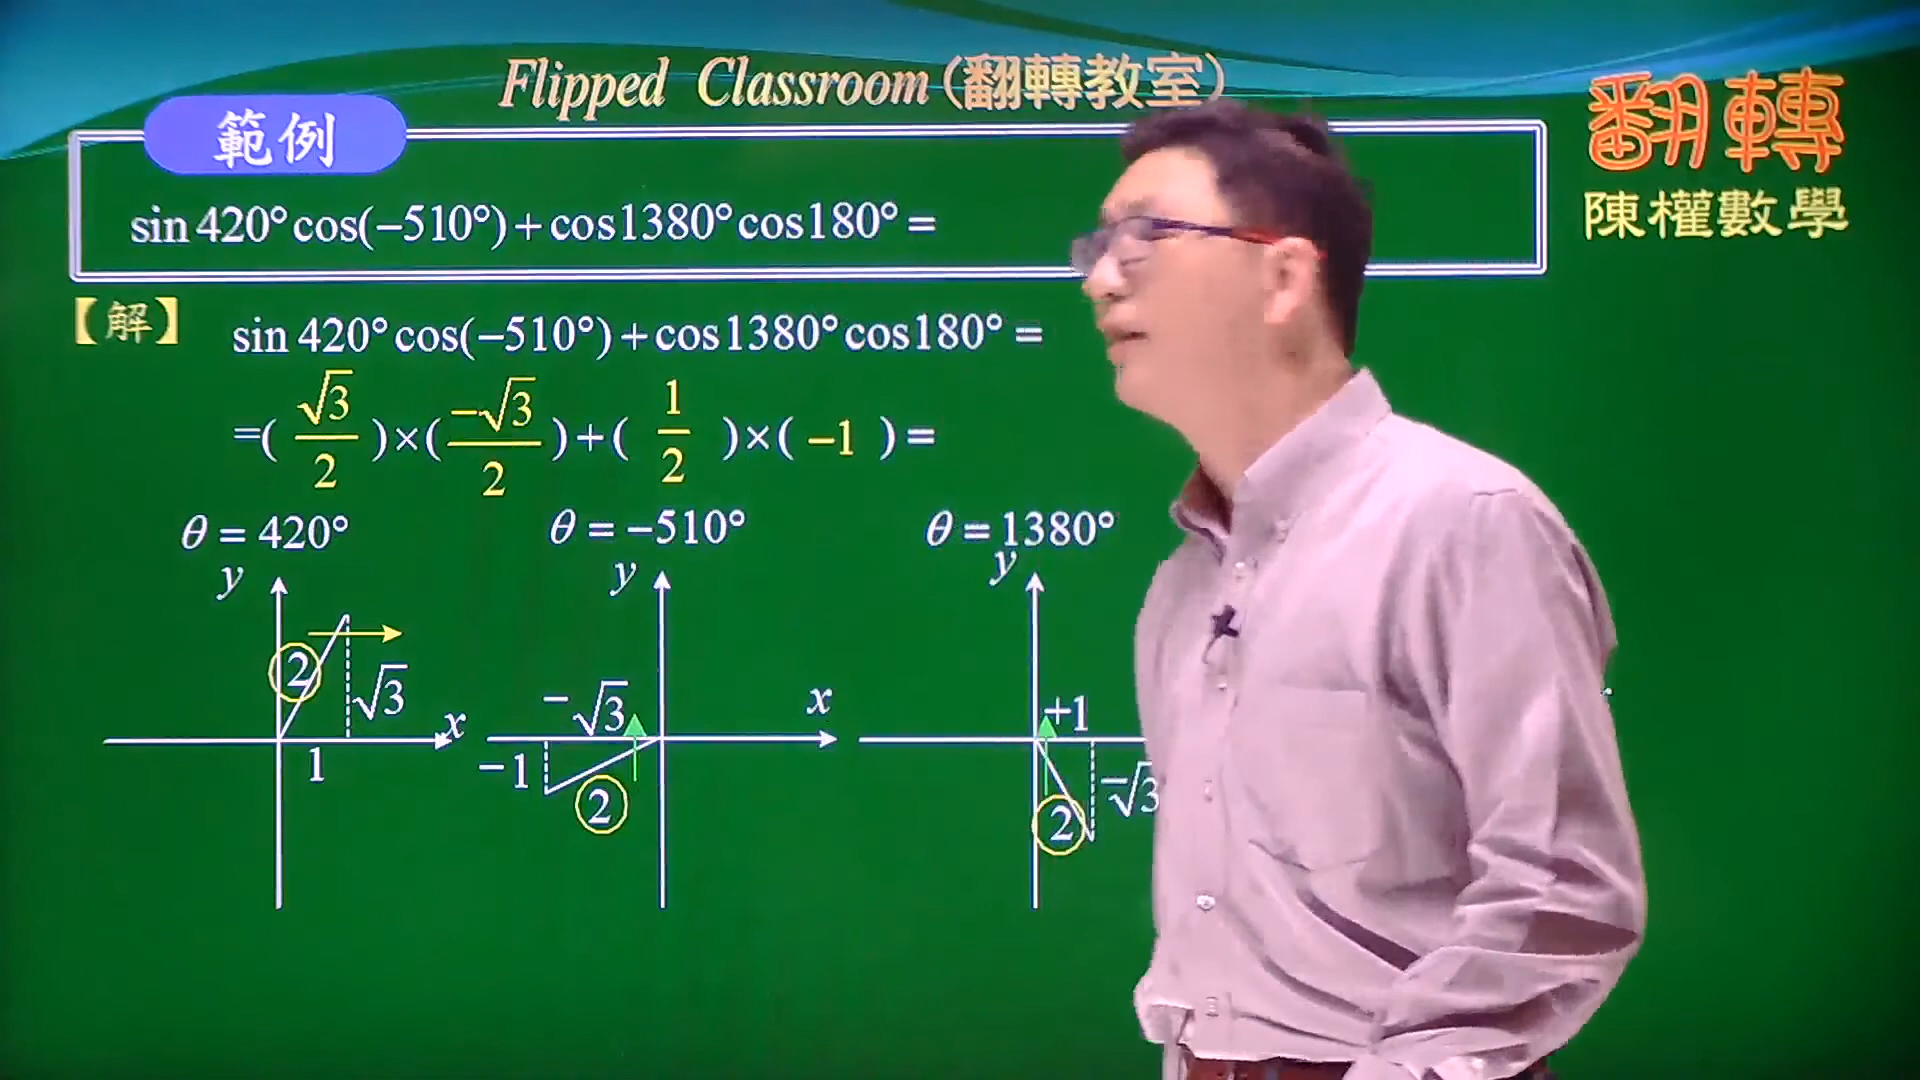 Flipped Classroom (翻轉教室)
翻轉
陳權數學
範例
sin 420° cos(−510°) + cos1380° cos180° =
【解】 sin 420° cos(−510°) + cos1380° cos180° =
=( √3/2 )×( −√3/2 )+( 1/2 )×( −1 )=
θ = 420° θ = −510° θ = 1380°
y y y
2 √3 x 1
−√3 x −1 2
+1 −√3 2